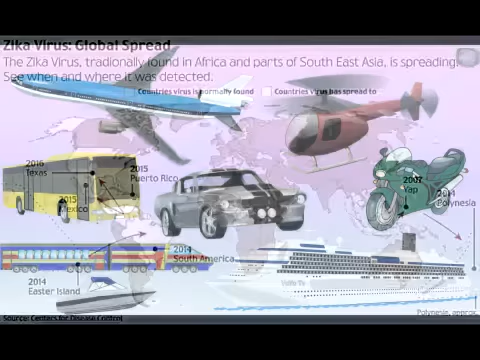 Zika Virus: Global Spread
The Zika Virus, tradionally found in Africa and parts of South East Asia, is spreading.
See when and where it was detected.
Countries virus is normally found
Countries virus has spread to
2016
Texas
2015
Puerto Rico
2015
Mexico
2007
Yap
2014
Polynesia
2014
South America
2014
Easter Island
Polynesia, approx
Source: Centers for Disease Control